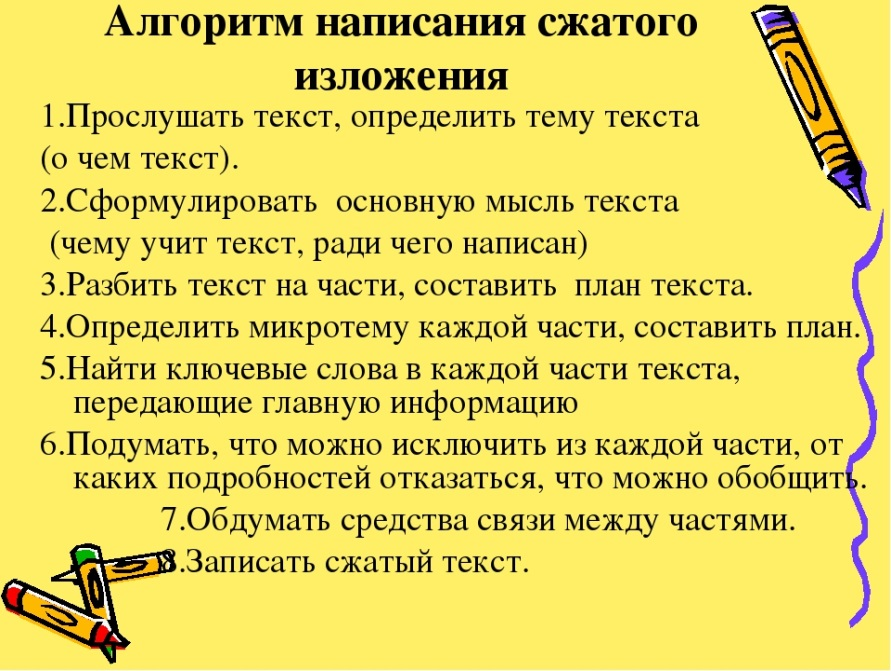 Алгоритм написания сжатого
изложения
1.Прослушать текст, определить тему текста
(о чем текст).
2.Сформулировать основную мысль текста
(чему учит текст, ради чего написан)
3.Разбить текст на части, составить план текста.
4.Определить микротему каждой части, составить план.
5.Найти ключевые слова в каждой части текста,
передающие главную информацию
6.Подумать, что можно исключить из каждой части, от
каких подробностей отказаться, что можно обобщить.
7.Обдумать средства связи между частями.
8.Записать сжатый текст.